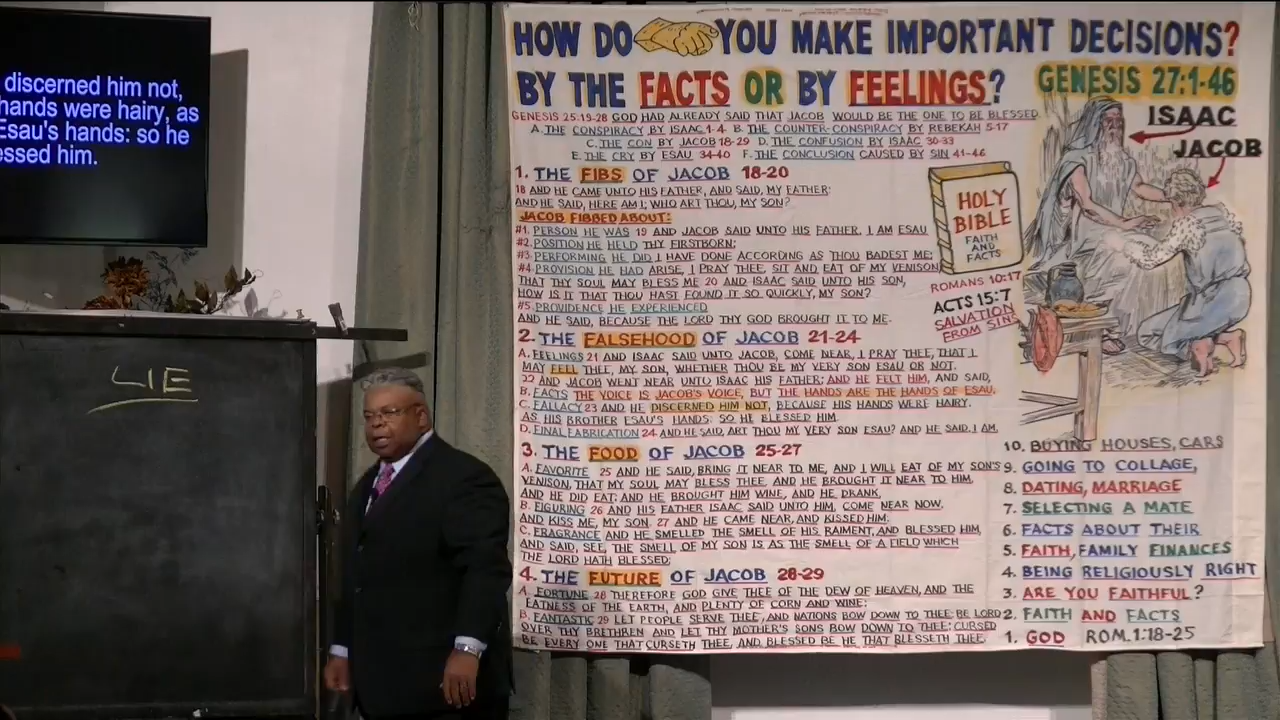 discerned him not,
hands were hairy, as
Esau's hands: so he
essed him.
LIE
HOW DO YOU MAKE IMPORTANT DECISIONS?
BY THE FACTS OR BY FEELINGS?
GENESIS 27:1-46
GENESIS 25:19-28 GOD HAD ALREADY SAID THAT JACOB WOULD BE THE ONE TO BE BLESSED.
A. THE CONSPIRACY BY ISAAC 1-4 B. THE COUNTER-CONSPIRACY BY REBEKAH 5-17
C. THE CON BY JACOB 18-29 D. THE CONFUSION BY ISAAC 30-33
E. THE CRY BY ESAU 34-40 F. THE CONCLUSION CAUSED BY SIN 41-46
ISAAC
JACOB
1. THE FIBS OF JACOB 18-20
18 AND HE CAME UNTO HIS FATHER, AND SAID, MY FATHER:
AND HE SAID, HERE AM I; WHO ART THOU, MY SON?
JACOB FIBBED ABOUT:
#1. PERSON HE WAS 19 AND JACOB SAID UNTO HIS FATHER, I AM ESAU
#2. POSITION HE HELD THY FIRSTBORN;
#3. PERFORMING HE DID I HAVE DONE ACCORDING AS THOU BADEST ME:
#4. PROVISION HE HAD ARISE, I PRAY THEE, SIT AND EAT OF MY VENISON,
THAT THY SOUL MAY BLESS ME 20 AND ISAAC SAID UNTO HIS SON,
HOW IS IT THAT THOU HAST FOUND IT SO QUICKLY, MY SON?
#5. PROVIDENCE HE EXPERIENCED
AND HE SAID, BECAUSE THE LORD THY GOD BROUGHT IT TO ME.
HOLY
BIBLE
FAITH
AND
FACTS
ROMANS 10:17
ACTS 15:7
SALVATION
FROM SINS
2. THE FALSEHOOD OF JACOB 21-24
A. FEELINGS 21 AND ISAAC SAID UNTO JACOB, COME NEAR, I PRAY THEE, THAT I
MAY FEEL THEE, MY SON, WHETHER THOU BE MY VERY SON ESAU OR NOT.
22 AND JACOB WENT NEAR UNTO ISAAC HIS FATHER; AND HE FELT HIM, AND SAID,
B. FACTS THE VOICE IS JACOB'S VOICE, BUT THE HANDS ARE THE HANDS OF ESAU.
C. FALLACY 23 AND HE DISCERNED HIM NOT, BECAUSE HIS HANDS WERE HAIRY,
AS HIS BROTHER ESAU'S HANDS: SO HE BLESSED HIM.
D. FINAL FABRICATION 24 AND HE SAID, ART THOU MY VERY SON ESAU? AND HE SAID, I AM.
3. THE FOOD OF JACOB 25-27
A. FAVORITE 25 AND HE SAID, BRING IT NEAR TO ME, AND I WILL EAT OF MY SON'S
VENISON, THAT MY SOUL MAY BLESS THEE. AND HE BROUGHT IT NEAR TO HIM,
AND HE DID EAT: AND HE BROUGHT HIM WINE, AND HE DRANK,
B. FIGURING 26 AND HIS FATHER ISAAC SAID UNTO HIM, COME NEAR NOW,
AND KISS ME, MY SON. 27 AND HE CAME NEAR, AND KISSED HIM:
C. FRAGRANCE AND HE SMELLED THE SMELL OF HIS RAIMENT, AND BLESSED HIM,
AND SAID, SEE, THE SMELL OF MY SON IS AS THE SMELL OF A FIELD WHICH
THE LORD HATH BLESSED:
4. THE FUTURE OF JACOB 28-29
A. FORTUNE 28 THEREFORE GOD GIVE THEE OF THE DEW OF HEAVEN, AND THE
FATNESS OF THE EARTH, AND PLENTY OF CORN AND WINE:
B. FANTASTIC 29 LET PEOPLE SERVE THEE, AND NATIONS BOW DOWN TO THEE: BE LORD
OVER THY BRETHREN AND LET THY MOTHER'S SONS BOW DOWN TO THEE: CURSED
BE EVERY ONE THAT CURSETH THEE, AND BLESSED BE HE THAT BLESSETH THEE.
10. BUYING HOUSES, CARS
9. GOING TO COLLAGE,
8. DATING, MARRIAGE
7. SELECTING A MATE
6. FACTS ABOUT THEIR
5. FAITH, FAMILY FINANCES
4. BEING RELIGIOUSLY RIGHT
3. ARE YOU FAITHFUL?
2. FAITH AND FACTS
1. GOD ROM. 1:18-25